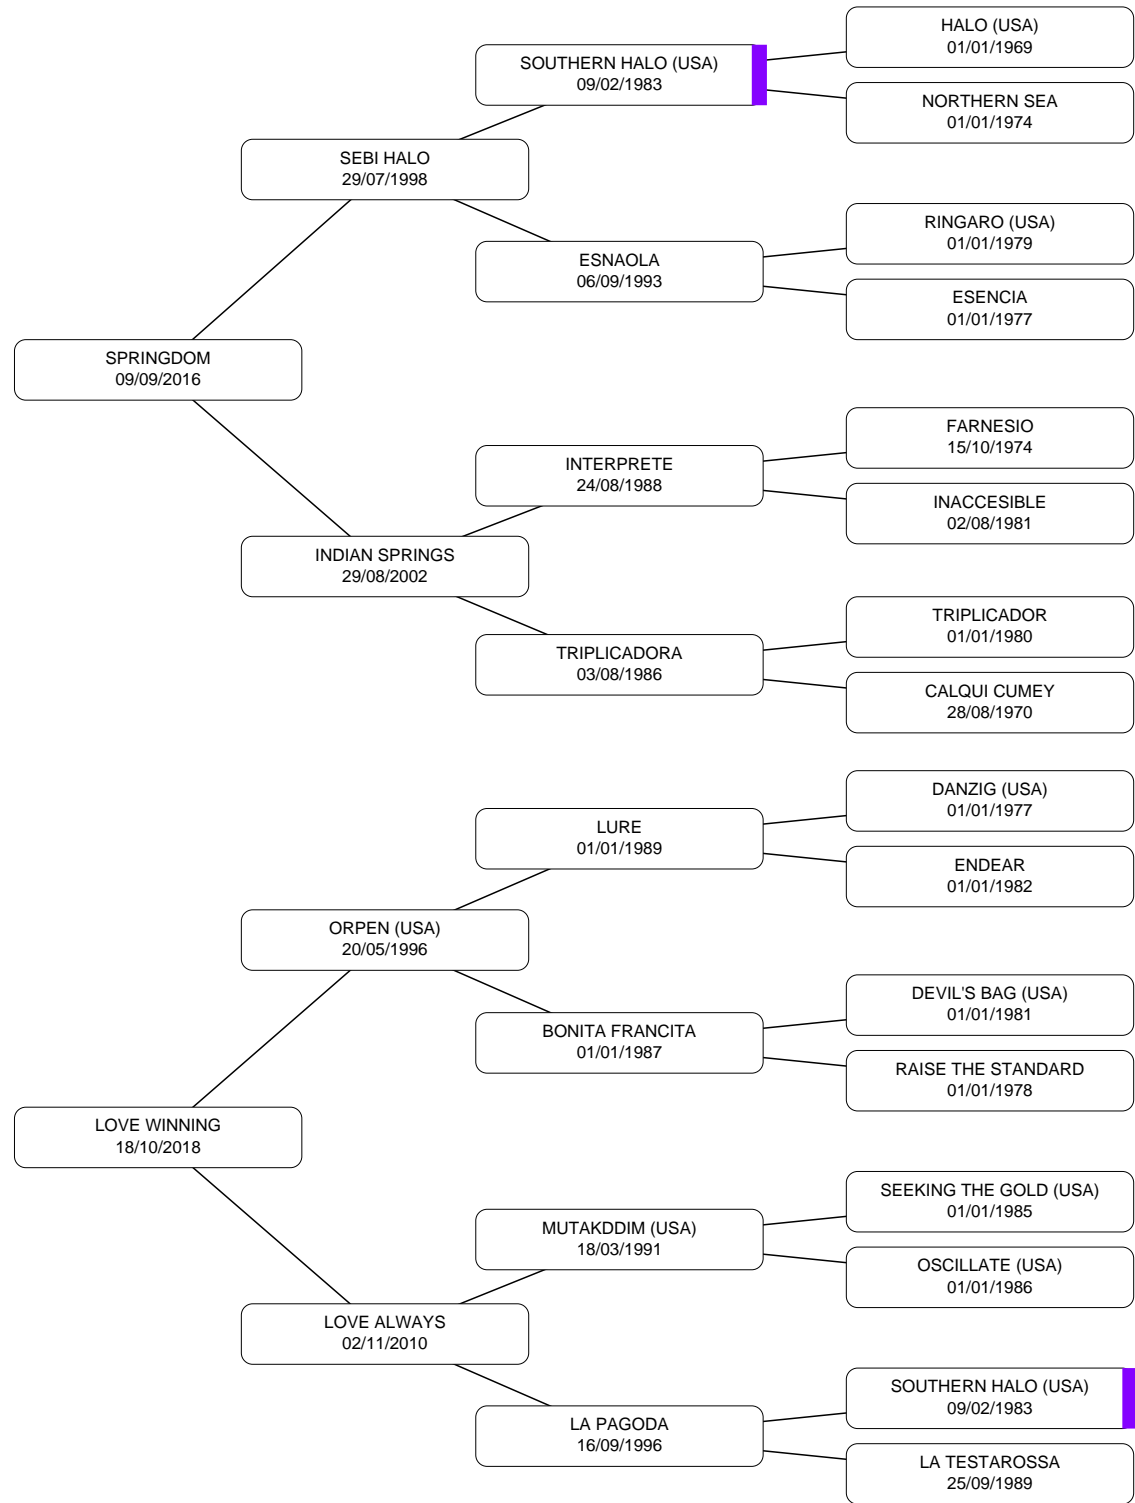 HALO (USA)
01/01/1969
SOUTHERN HALO (USA)
09/02/1983
NORTHERN SEA
01/01/1974
SEBI HALO
29/07/1998
RINGARO (USA)
01/01/1979
ESNAOLA
06/09/1993
ESENCIA
01/01/1977
SPRINGDOM
09/09/2016
FARNESIO
15/10/1974
INTERPRETE
24/08/1988
INACCESIBLE
02/08/1981
INDIAN SPRINGS
29/08/2002
TRIPLICADOR
01/01/1980
TRIPLICADORA
03/08/1986
CALQUI CUMEY
28/08/1970
DANZIG (USA)
01/01/1977
LURE
01/01/1989
ENDEAR
01/01/1982
ORPEN (USA)
20/05/1996
DEVIL'S BAG (USA)
01/01/1981
BONITA FRANCITA
01/01/1987
RAISE THE STANDARD
01/01/1978
LOVE WINNING
18/10/2018
SEEKING THE GOLD (USA)
01/01/1985
MUTAKDDIM (USA)
18/03/1991
OSCILLATE (USA)
01/01/1986
LOVE ALWAYS
02/11/2010
SOUTHERN HALO (USA)
09/02/1983
LA PAGODA
16/09/1996
LA TESTAROSSA
25/09/1989